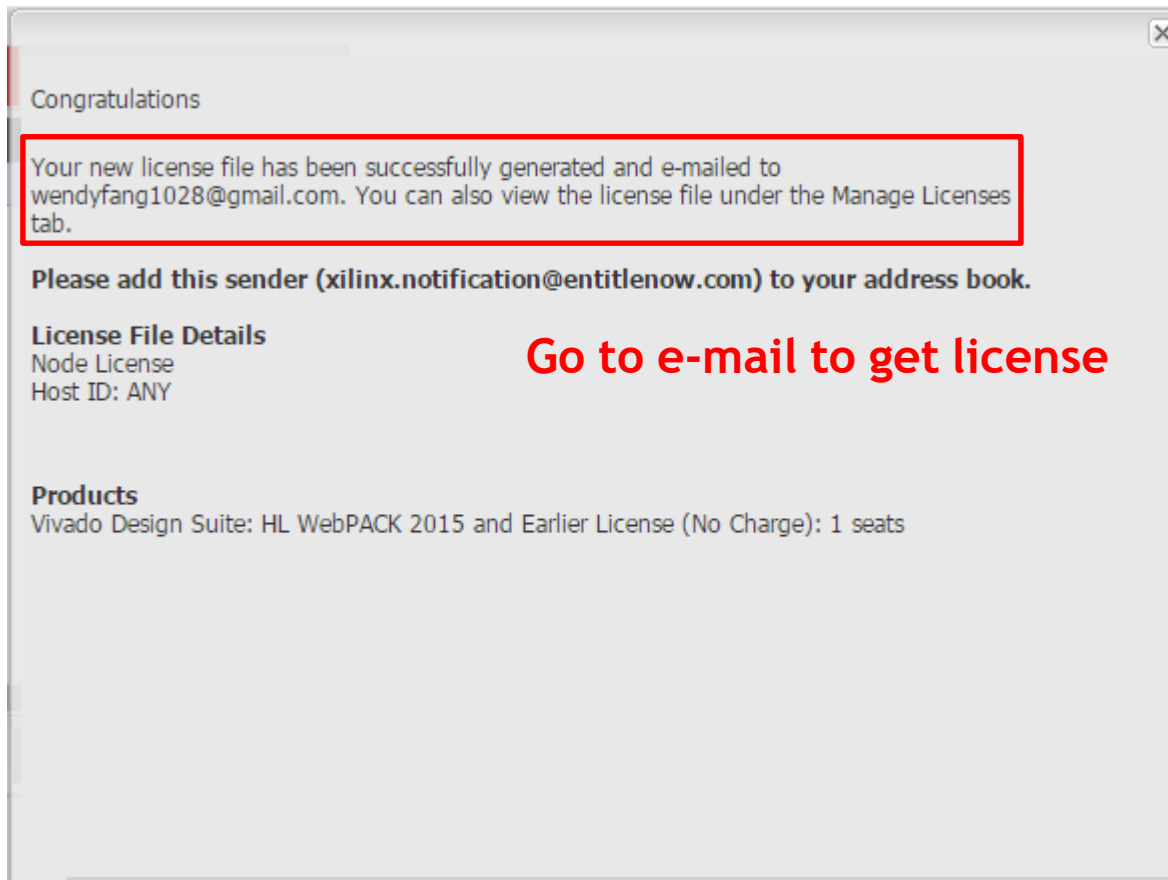 Congratulations
Your new license file has been successfully generated and e-mailed to
wendyfang1028@gmail.com. You can also view the license file under the Manage Licenses
tab.
Please add this sender (xilinx.notification@entitlenow.com) to your address book.
License File Details
Node License
Host ID: ANY
Go to e-mail to get license
Products
Vivado Design Suite: HL WebPACK 2015 and Earlier License (No Charge): 1 seats